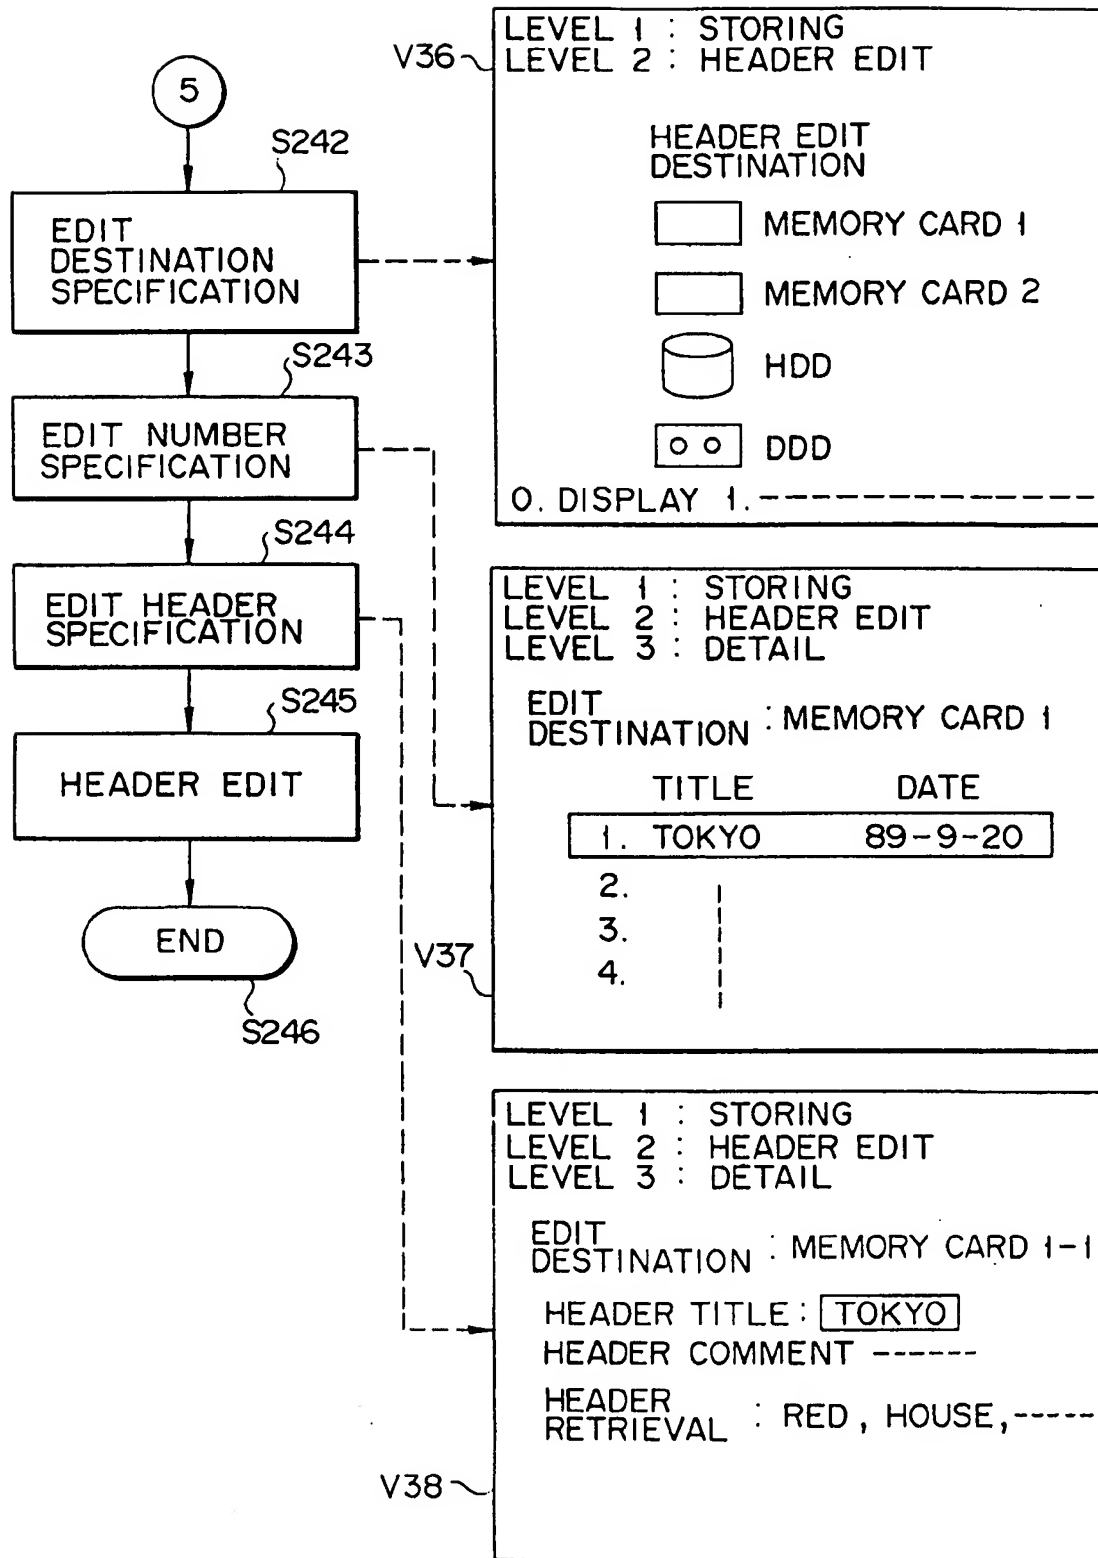 5
S242
EDIT
DESTINATION
SPECIFICATION
S243
EDIT NUMBER
SPECIFICATION
S244
EDIT HEADER
SPECIFICATION
S245
HEADER EDIT
END
S246
V36
LEVEL 1 : STORING
LEVEL 2 : HEADER EDIT
HEADER EDIT
DESTINATION
MEMORY CARD 1
MEMORY CARD 2
HDD
DDD
0. DISPLAY 1. ------------
V37
LEVEL 1 : STORING
LEVEL 2 : HEADER EDIT
LEVEL 3 : DETAIL
EDIT
DESTINATION : MEMORY CARD 1
TITLE DATE
1. TOKYO 89-9-20
2.
3.
4.
V38
LEVEL 1 : STORING
LEVEL 2 : HEADER EDIT
LEVEL 3 : DETAIL
EDIT
DESTINATION : MEMORY CARD 1-1
HEADER TITLE : TOKYO
HEADER COMMENT ------
HEADER
RETRIEVAL : RED, HOUSE, -----